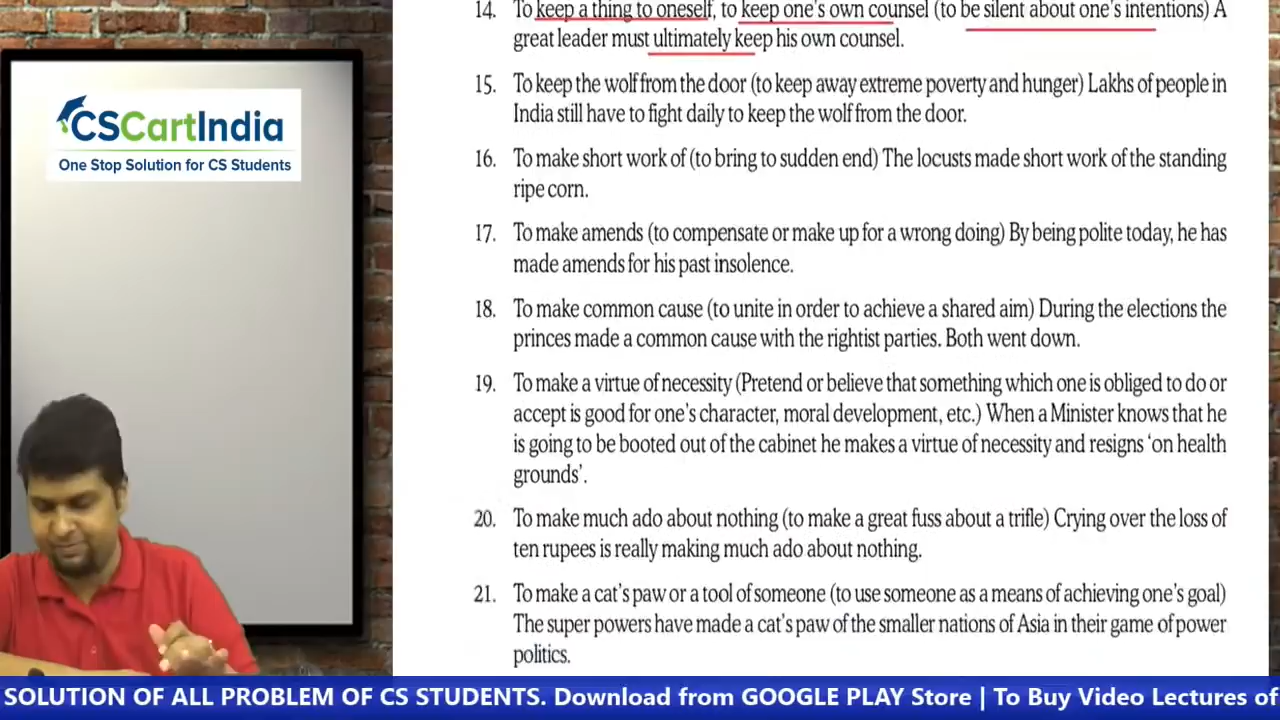 CSCartIndia
One Stop Solution for CS Students
14. To keep a thing to oneself, to keep one's own counsel (to be silent about one's intentions) A
great leader must ultimately keep his own counsel.
15. To keep the wolf from the door (to keep away extreme poverty and hunger) Lakhs of people in
India still have to fight daily to keep the wolf from the door.
16. To make short work of (to bring to sudden end) The locusts made short work of the standing
ripe corn.
17. To make amends (to compensate or make up for a wrong doing) By being polite today, he has
made amends for his past insolence.
18. To make common cause (to unite in order to achieve a shared aim) During the elections the
princes made a common cause with the rightist parties. Both went down.
19. To make a virtue of necessity (Pretend or believe that something which one is obliged to do or
accept is good for one's character, moral development, etc.) When a Minister knows that he
is going to be booted out of the cabinet he makes a virtue of necessity and resigns ‘on health
grounds’.
20. To make much ado about nothing (to make a great fuss about a trifle) Crying over the loss of
ten rupees is really making much ado about nothing.
21. To make a cat's paw or a tool of someone (to use someone as a means of achieving one's goal)
The super powers have made a cat's paw of the smaller nations of Asia in their game of power
politics.
SOLUTION OF ALL PROBLEM OF CS STUDENTS. Download from GOOGLE PLAY Store | To Buy Video Lectures of